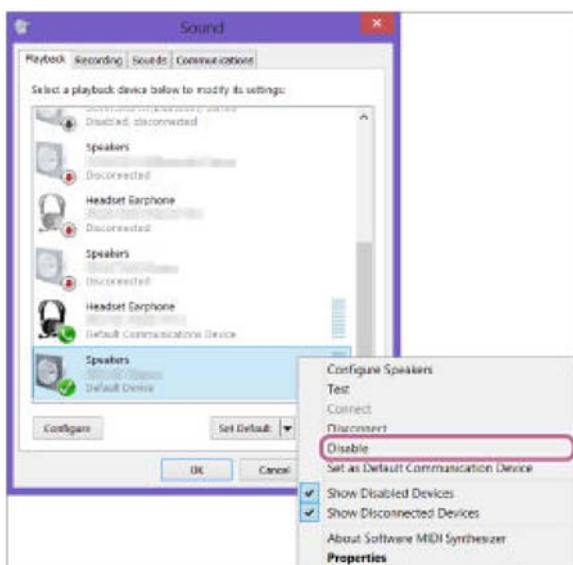 Sound
Playback Recording Sounds Communications
Select a playback device below to modify its settings:
Disabled, disconnected
Speakers
Disconnected
Headset Earphone
Disconnected
Speakers
Disconnected
Headset Earphone
Default Communications Device
Speakers
Default Device
Configure Set Default
OK Cancel
Configure Speakers
Test
Connect
Disconnect
Disable
Set as Default Communication Device
Show Disabled Devices
Show Disconnected Devices
About Software MIDI Synthesizer
Properties